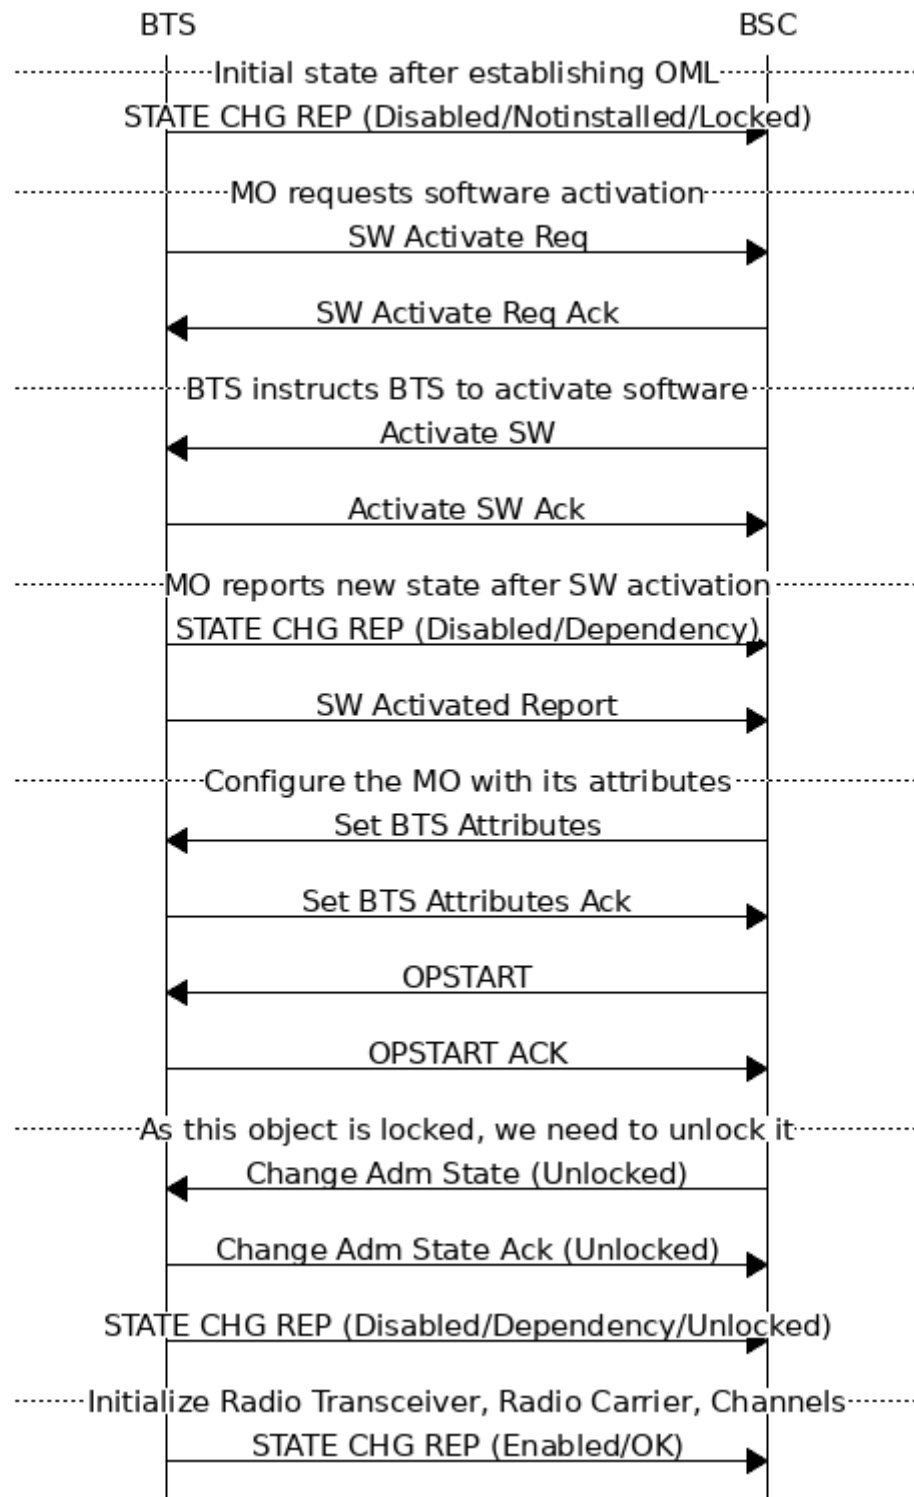 BTS BSC
Initial state after establishing OML
STATE CHG REP (Disabled/Notinstalled/Locked)
MO requests software activation
SW Activate Req
SW Activate Req Ack
BTS instructs BTS to activate software
Activate SW
Activate SW Ack
MO reports new state after SW activation
STATE CHG REP (Disabled/Dependency)
SW Activated Report
Configure the MO with its attributes
Set BTS Attributes
Set BTS Attributes Ack
OPSTART
OPSTART ACK
As this object is locked, we need to unlock it
Change Adm State (Unlocked)
Change Adm State Ack (Unlocked)
STATE CHG REP (Disabled/Dependency/Unlocked)
Initialize Radio Transceiver, Radio Carrier, Channels
STATE CHG REP (Enabled/OK)